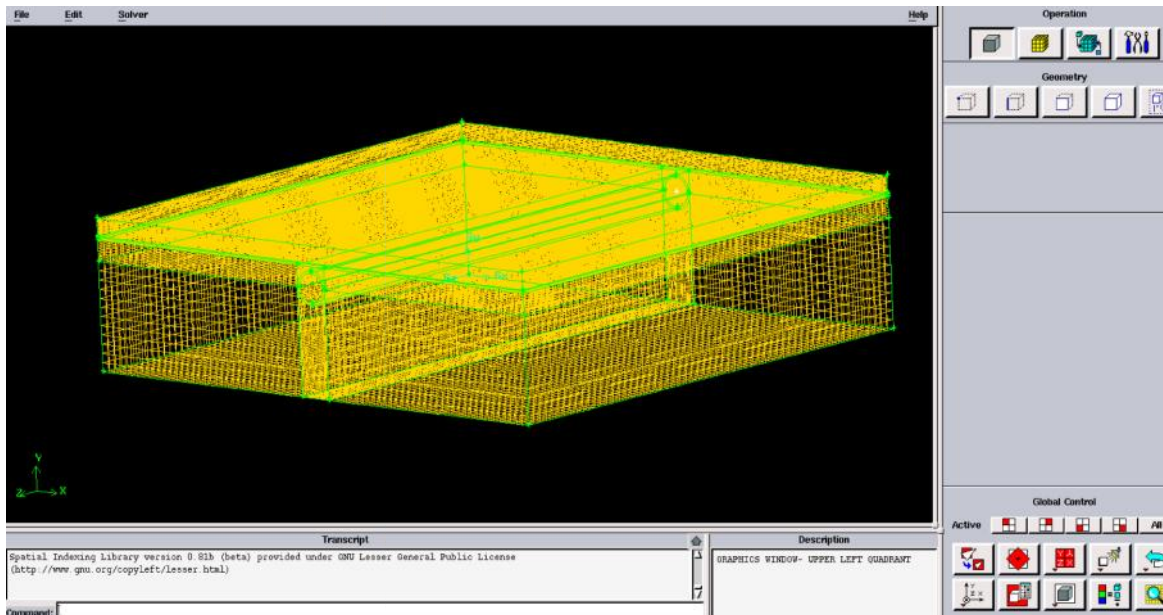 File Edit Solver Help
Operation
Geometry
Y
Z X
Global Control
Active All
Transcript
Spatial Indexing Library version 0.81b (beta) provided under GNU Lesser General Public License
(http://www.gnu.org/copyleft/lesser.html)
Command:
Description
GRAPHICS WINDOW- UPPER LEFT QUADRANT